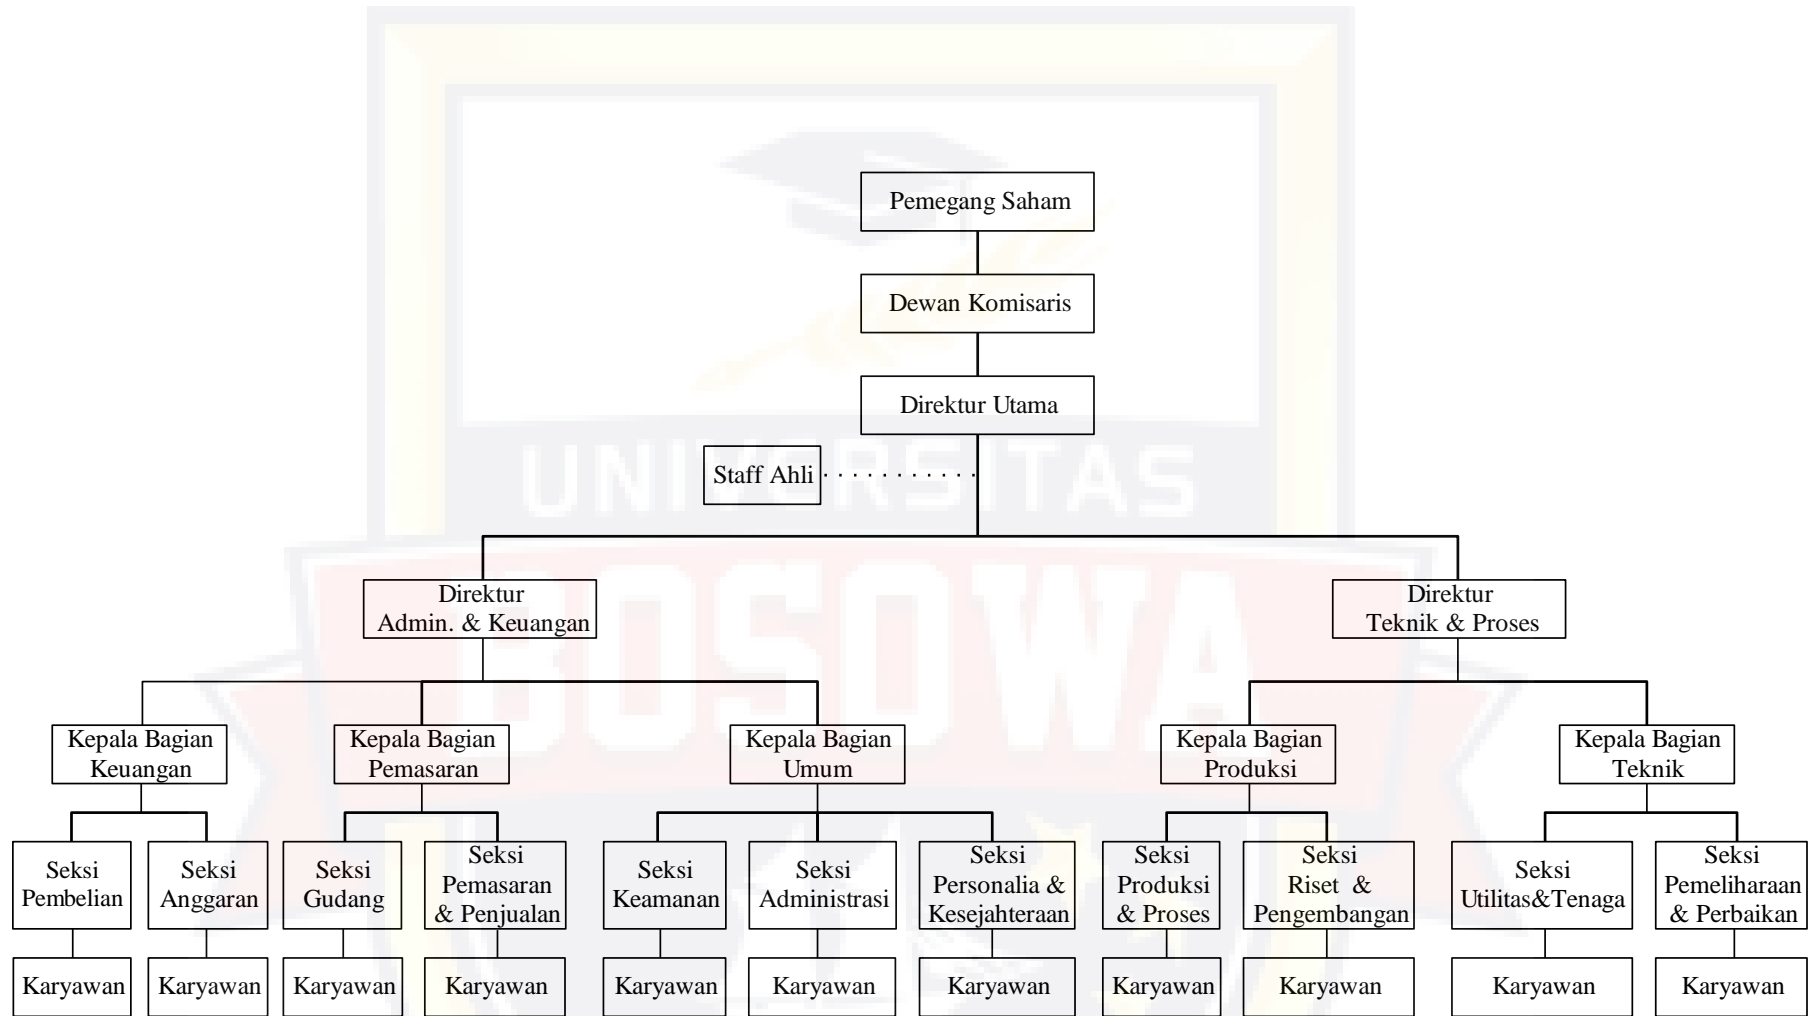 Pemegang Saham
Dewan Komisaris
Direktur Utama
Staff Ahli
UNIVERSITAS
BOSOWA
Direktur
Admin. & Keuangan
Direktur
Teknik & Proses
Kepala Bagian
Keuangan
Kepala Bagian
Pemasaran
Kepala Bagian
Umum
Kepala Bagian
Produksi
Kepala Bagian
Teknik
Seksi
Pembelian
Seksi
Anggaran
Seksi
Gudang
Seksi
Pemasaran
& Penjualan
Seksi
Keamanan
Seksi
Administrasi
Seksi
Personalia &
Kesejahteraan
Seksi
Produksi
& Proses
Seksi
Riset &
Pengembangan
Seksi
Utilitas&Tenaga
Seksi
Pemeliharaan
& Perbaikan
Karyawan
Karyawan
Karyawan
Karyawan
Karyawan
Karyawan
Karyawan
Karyawan
Karyawan
Karyawan
Karyawan